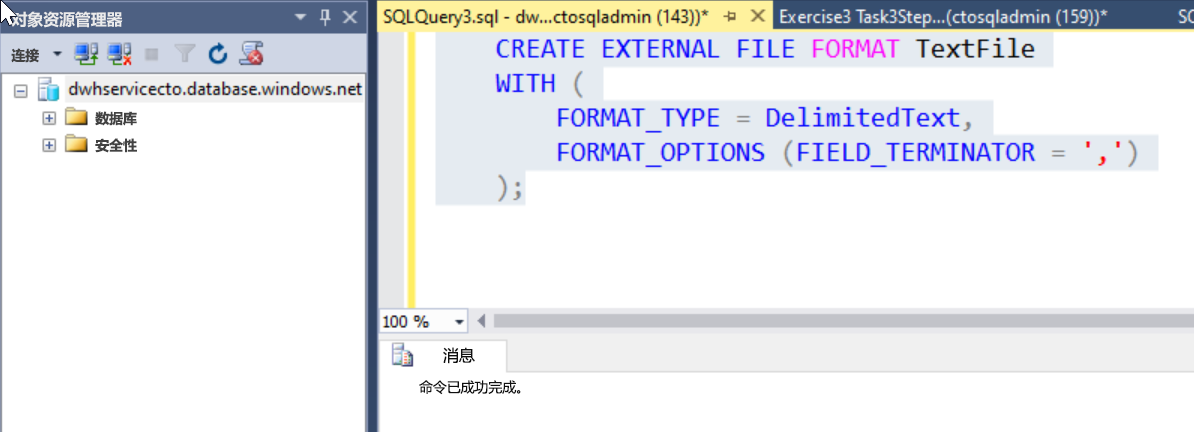 对象资源管理器
连接
dwhservicecto.database.windows.net
数据库
安全性
SQLQuery3.sql - dw...ctosqladmin (143))*
Exercise3 Task3Step...(ctosqladmin (159))*
CREATE EXTERNAL FILE FORMAT TextFile
WITH (
FORMAT_TYPE = DelimitedText,
FORMAT_OPTIONS (FIELD_TERMINATOR = ',')
);
100 %
消息
命令已成功完成。